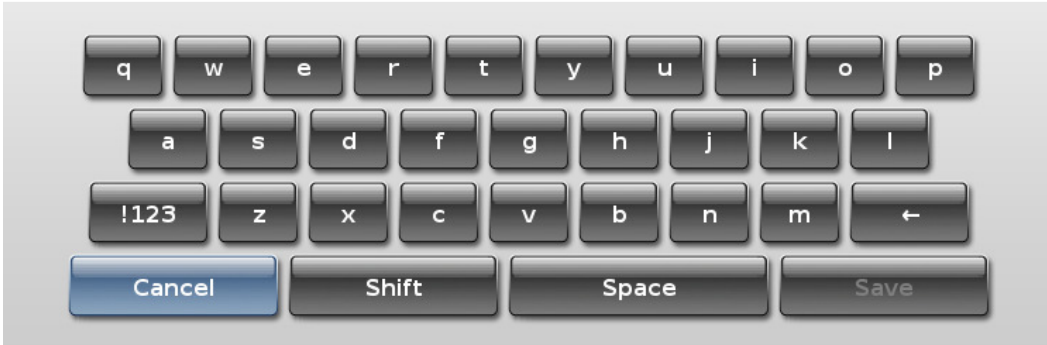 q w e r t y u i o p
a s d f g h j k l
!123 z x c v b n m ←
Cancel Shift Space Save